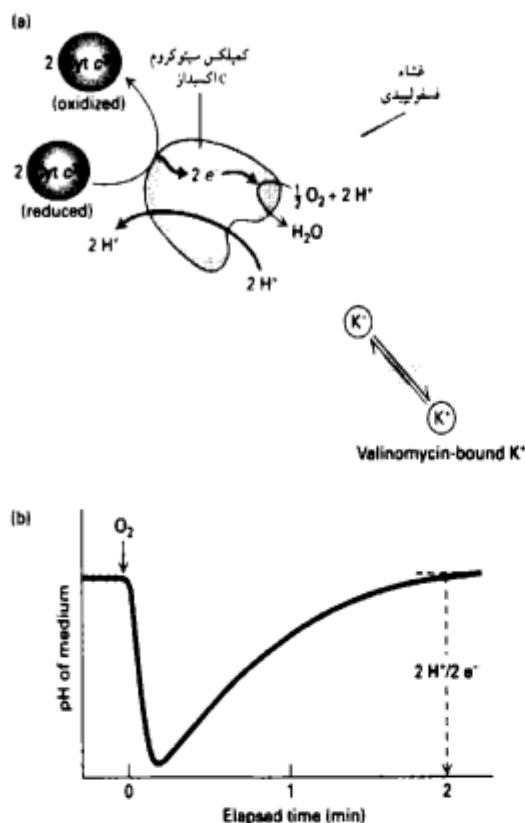 (a)
2 Cyt c
(oxidized)
کمپلکس سیتوکروم
c اکسیداز
غشاء
فسفولیپیدی
2 e⁻
½ O₂ + 2 H⁺
H₂O
2 Cyt c
(reduced)
2 H⁺
2 H⁺
K⁺
K⁺
Valinomycin-bound K⁺
(b)
O₂
pH of medium
2 H⁺/2 e⁻
0
1
2
Elapsed time (min)